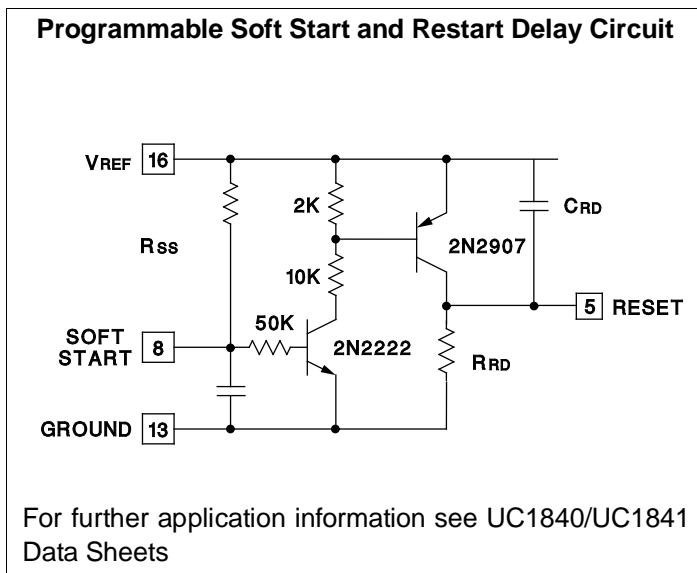 Programmable Soft Start and Restart Delay Circuit
VREF 16
2K
CRD
2N2907
RSS
10K
5 RESET
50K
SOFT
START 8
2N2222
RRD
GROUND 13
For further application information see UC1840/UC1841
Data Sheets